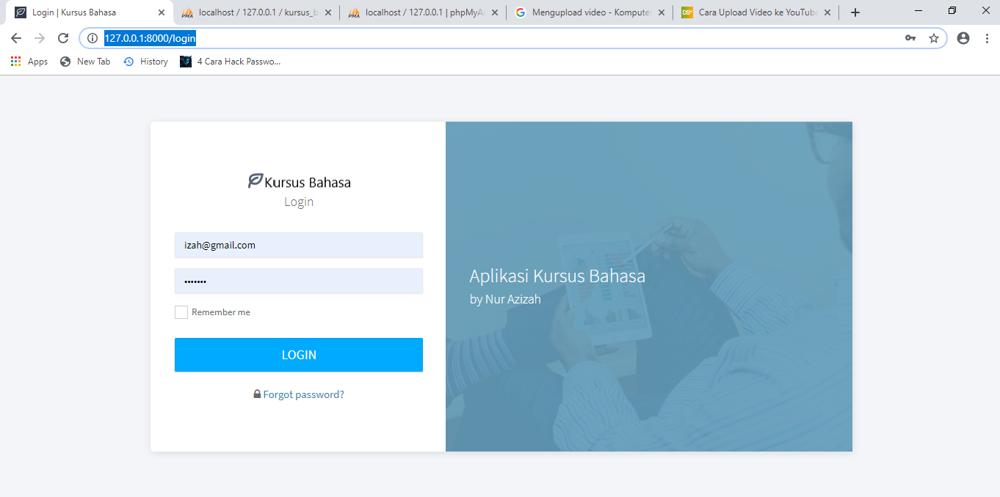 Login | Kursus Bahasa
localhost / 127.0.0.1 / kursus_b
localhost / 127.0.0.1 | phpMyA
Mengupload video - Komputer
Cara Upload Video ke YouTube
127.0.0.1:8000/login
Apps
New Tab
History
4 Cara Hack Passwo...
Kursus Bahasa
Login
izah@gmail.com
•••••••
Remember me
LOGIN
Forgot password?
Aplikasi Kursus Bahasa
by Nur Azizah